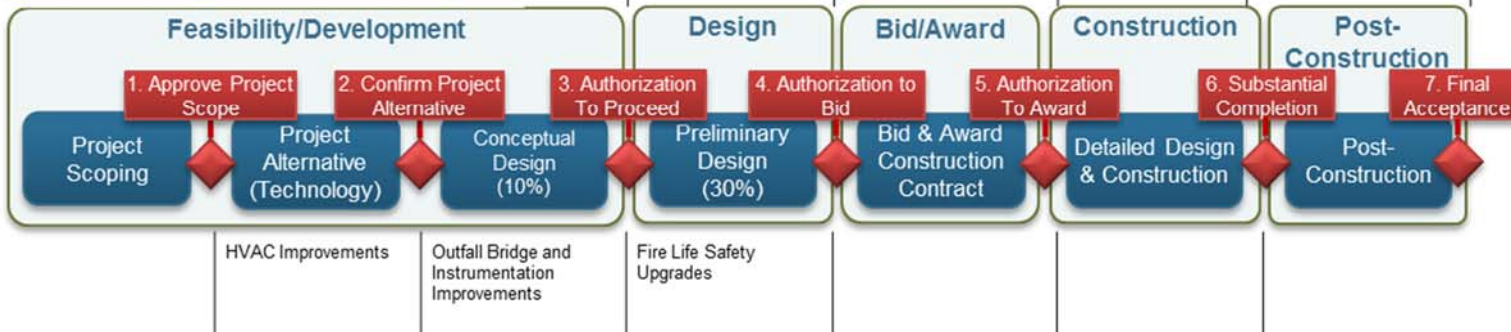 Feasibility/Development
Design
Bid/Award
Construction
Post-
Construction
1. Approve Project
Scope
2. Confirm Project
Alternative
3. Authorization
To Proceed
4. Authorization to
Bid
5. Authorization
To Award
6. Substantial
Completion
7. Final
Acceptance
Project
Scoping
Project
Alternative
(Technology)
Conceptual
Design
(10%)
Preliminary
Design
(30%)
Bid & Award
Construction
Contract
Detailed Design
& Construction
Post-
Construction
HVAC Improvements
Outfall Bridge and
Instrumentation
Improvements
Fire Life Safety
Upgrades